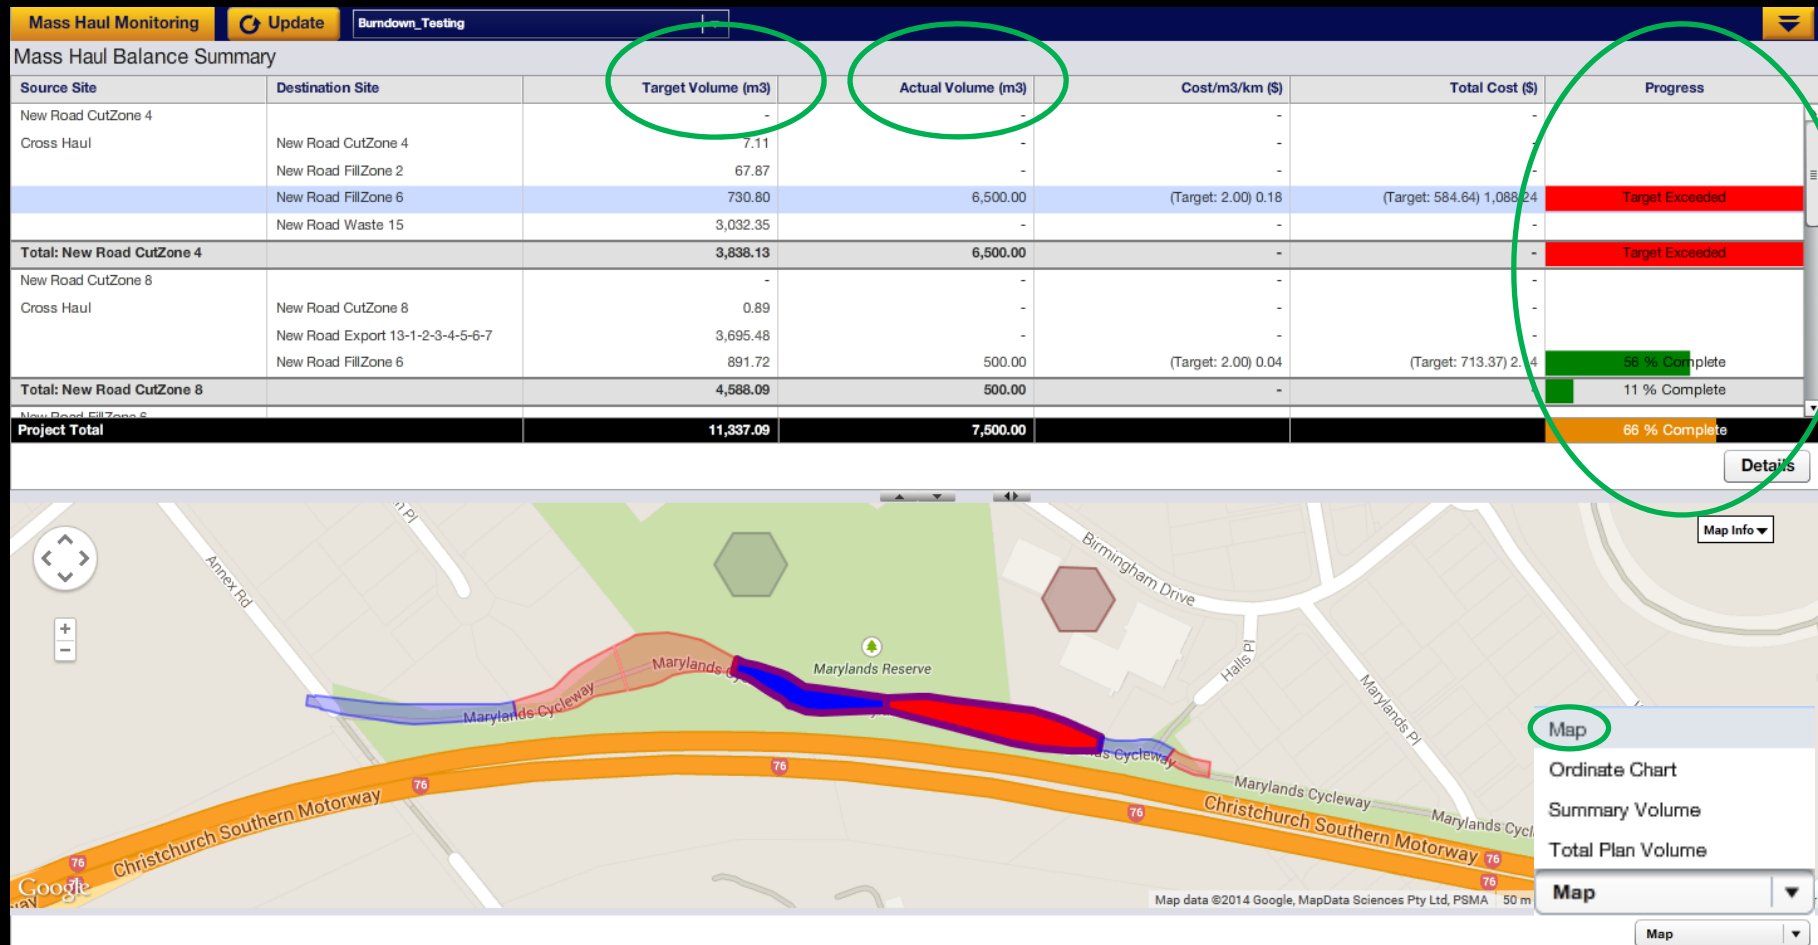 Mass Haul Monitoring Update Burndown_Testing
Mass Haul Balance Summary
Source Site Destination Site Target Volume (m3) Actual Volume (m3) Cost/m3/km ($) Total Cost ($) Progress
New Road CutZone 4 - - - -
Cross Haul New Road CutZone 4 7.11 - - -
New Road FillZone 2 67.87 - - -
New Road FillZone 6 730.80 6,500.00 (Target: 2.00) 0.18 (Target: 584.64) 1,088.24 Target Exceeded
New Road Waste 15 3,032.35 - - -
Total: New Road CutZone 4 3,838.13 6,500.00 - - Target Exceeded
New Road CutZone 8 - - - -
Cross Haul New Road CutZone 8 0.89 - - -
New Road Export 13-1-2-3-4-5-6-7 3,695.48 - - -
New Road FillZone 6 891.72 500.00 (Target: 2.00) 0.04 (Target: 713.37) 56 % Complete
Total: New Road CutZone 8 4,588.09 500.00 - - 11 % Complete
New Road FillZone 6
Project Total 11,337.09 7,500.00 66 % Complete
Details
Map Info
Birmingham Drive
Annex Rd
Marylands Reserve
Halls Pl
Marylands Pl
Marylands
Marylands Cycleway
Cycleway
Marylands Cycleway
Marylands
76
76
76
76
76
76
Christchurch Southern Motorway
Christchurch Southern Motorway
Google
Map data ©2014 Google, MapData Sciences Pty Ltd, PSMA 50 m
Map
Ordinate Chart
Summary Volume
Total Plan Volume
Map
Map